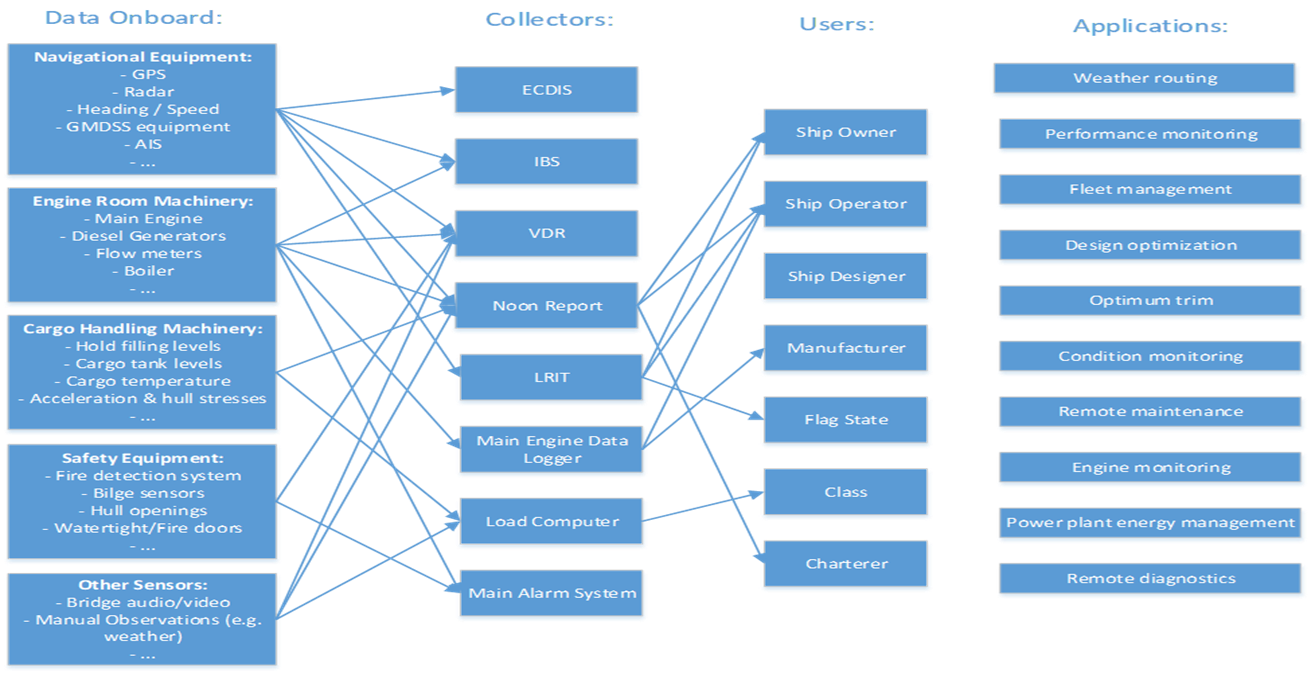 Data Onboard:
Navigational Equipment:
- GPS
- Radar
- Heading / Speed
- GMDSS equipment
- AIS
- ...
Engine Room Machinery:
- Main Engine
- Diesel Generators
- Flow meters
- Boiler
- ...
Cargo Handling Machinery:
- Hold filling levels
- Cargo tank levels
- Cargo temperature
- Acceleration & hull stresses
- ...
Safety Equipment:
- Fire detection system
- Bilge sensors
- Hull openings
- Watertight/Fire doors
- ...
Other Sensors:
- Bridge audio/video
- Manual Observations (e.g.
weather)
- ...
Collectors:
ECDIS
IBS
VDR
Noon Report
LRIT
Main Engine Data
Logger
Load Computer
Main Alarm System
Users:
Ship Owner
Ship Operator
Ship Designer
Manufacturer
Flag State
Class
Charterer
Applications:
Weather routing
Performance monitoring
Fleet management
Design optimization
Optimum trim
Condition monitoring
Remote maintenance
Engine monitoring
Power plant energy management
Remote diagnostics